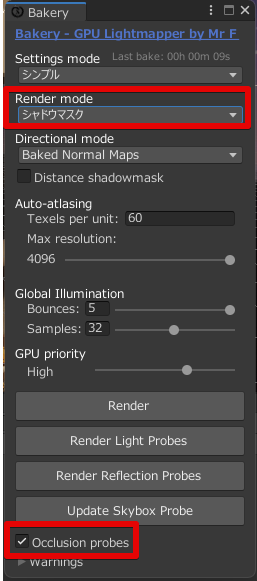 Bakery
Bakery - GPU Lightmapper by Mr F
Settings mode
Last bake: 00h 00m 09s
シンプル
Render mode
シャドウマスク
Directional mode
Baked Normal Maps
Distance shadowmask
Auto-atlasing
Texels per unit: 60
Max resolution:
4096
Global Illumination
Bounces: 5
Samples: 32
GPU priority
High
Render
Render Light Probes
Render Reflection Probes
Update Skybox Probe
Occlusion probes
Warnings